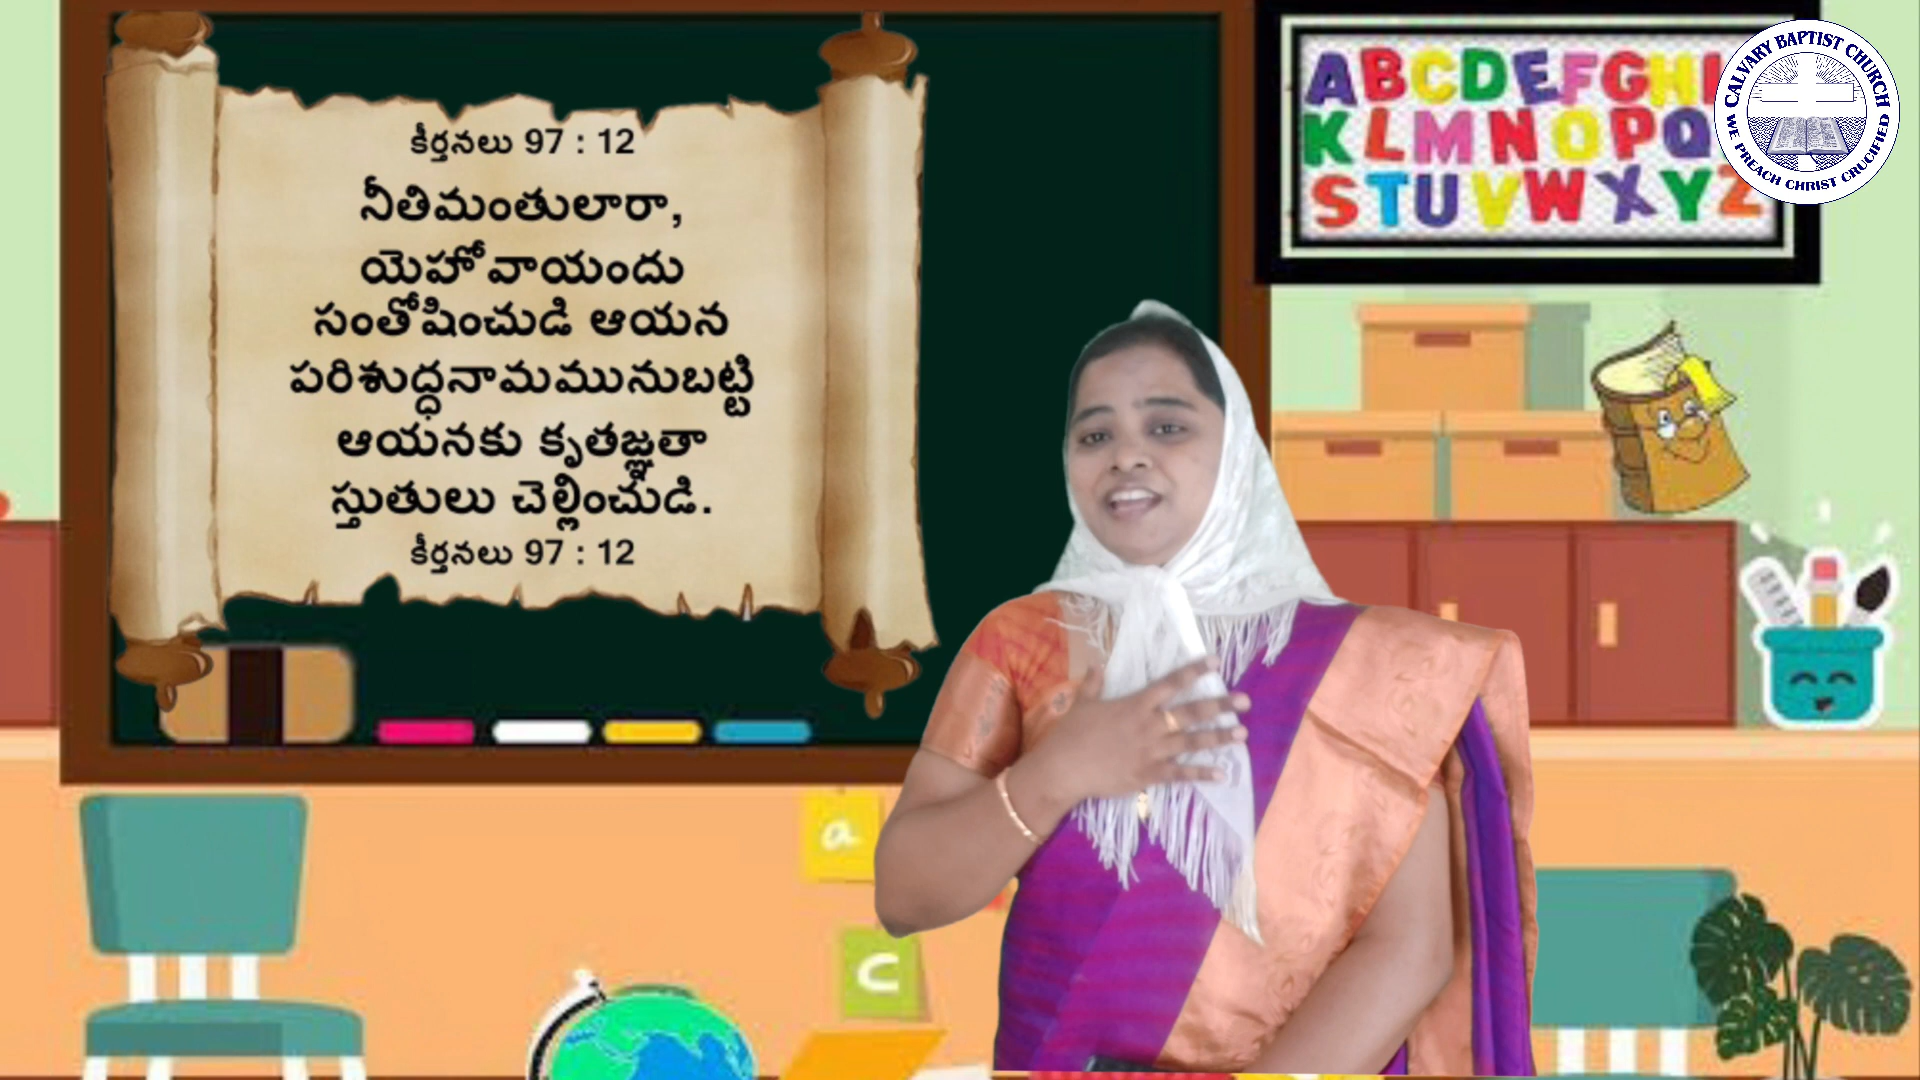 కీర్తనలు 97 : 12
నీతిమంతులారా,
యెహోవాయందు
సంతోషించుడి ఆయన
పరిశుద్ధనామమునుబట్టి
ఆయనకు కృతజ్ఞతా
స్తుతులు చెల్లించుడి.
కీర్తనలు 97 : 12
ABCDEFGHI
KLMNOPQ
STUVWXYZ
CALVARY BAPTIST CHURCH
WE PREACH CHRIST CRUCIFIED
a
c